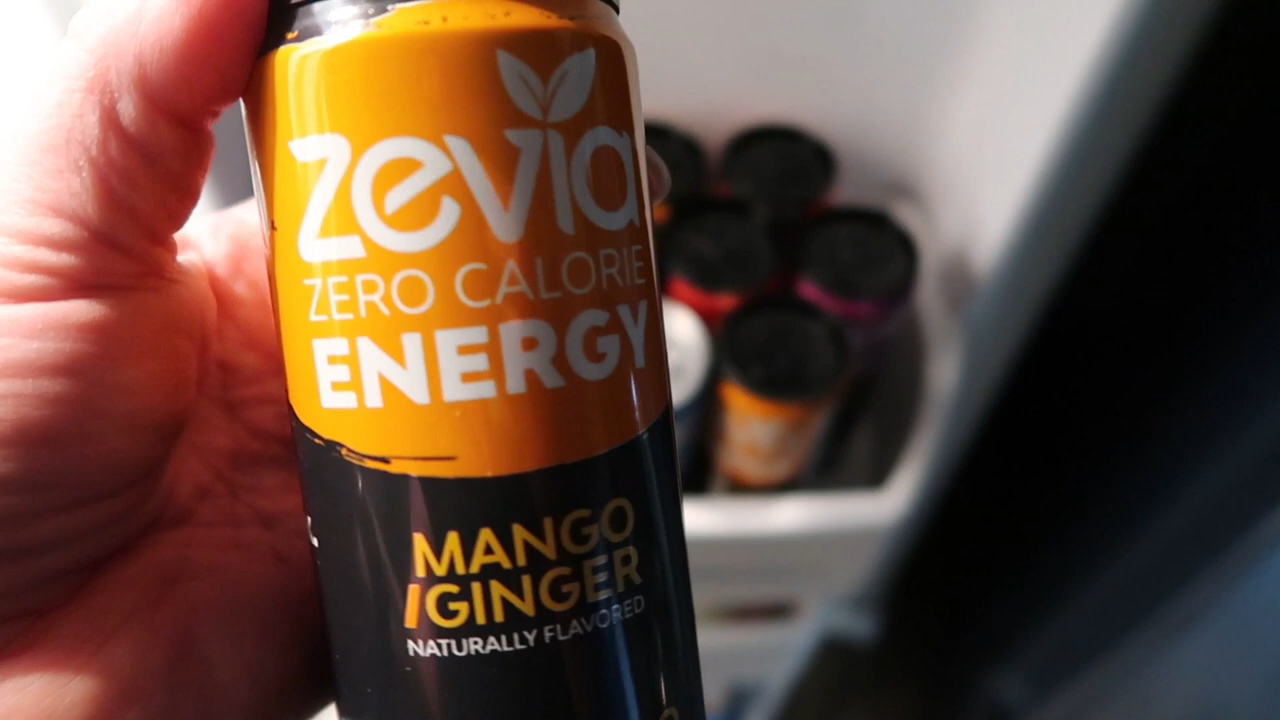 zevia
ZERO CALORIE
ENERGY
MANGO
GINGER
NATURALLY FLAVORED